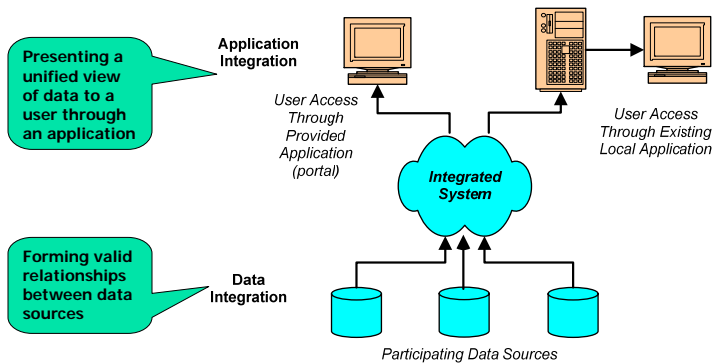 Presenting a
unified view
of data to a
user through
an application
Application
Integration
User Access
Through
Provided
Application
(portal)
User Access
Through Existing
Local Application
Integrated
System
Forming valid
relationships
between data
sources
Data
Integration
Participating Data Sources